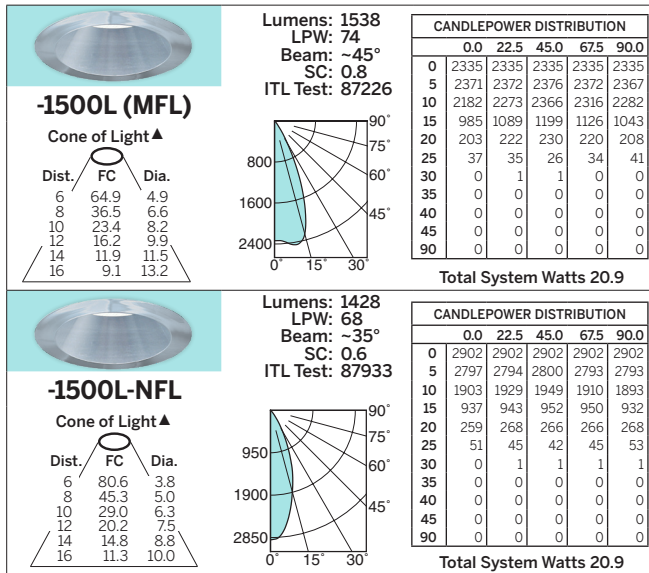 Lumens: 1538
LPW: 74
Beam: ~45°
SC: 0.8
ITL Test: 87226
-1500L (MFL)
Cone of Light▲
Dist. FC Dia.
6 64.9 4.9
8 36.5 6.6
10 23.4 8.2
12 16.2 9.9
14 11.9 11.5
16 9.1 13.2
90°
75°
800
60°
1600
45°
2400
0° 15° 30°
CANDLEPOWER DISTRIBUTION
0.0 22.5 45.0 67.5 90.0
0 2335 2335 2335 2335 2335
5 2371 2372 2376 2372 2367
10 2182 2273 2366 2316 2282
15 985 1089 1199 1126 1043
20 203 222 230 220 208
25 37 35 26 34 41
30 0 1 1 0 0
35 0 0 0 0 0
40 0 0 0 0 0
45 0 0 0 0 0
90 0 0 0 0 0
Total System Watts 20.9
Lumens: 1428
LPW: 68
Beam: ~35°
SC: 0.6
ITL Test: 87933
-1500L-NFL
Cone of Light▲
Dist. FC Dia.
6 80.6 3.8
8 45.3 5.0
10 29.0 6.3
12 20.2 7.5
14 14.8 8.8
16 11.3 10.0
90°
75°
950
60°
1900
45°
2850
0° 15° 30°
CANDLEPOWER DISTRIBUTION
0.0 22.5 45.0 67.5 90.0
0 2902 2902 2902 2902 2902
5 2797 2794 2800 2793 2793
10 1903 1929 1949 1910 1893
15 937 943 952 950 932
20 259 268 266 266 268
25 51 45 42 45 53
30 0 1 1 1 1
35 0 0 0 0 0
40 0 0 0 0 0
45 0 0 0 0 0
90 0 0 0 0 0
Total System Watts 20.9